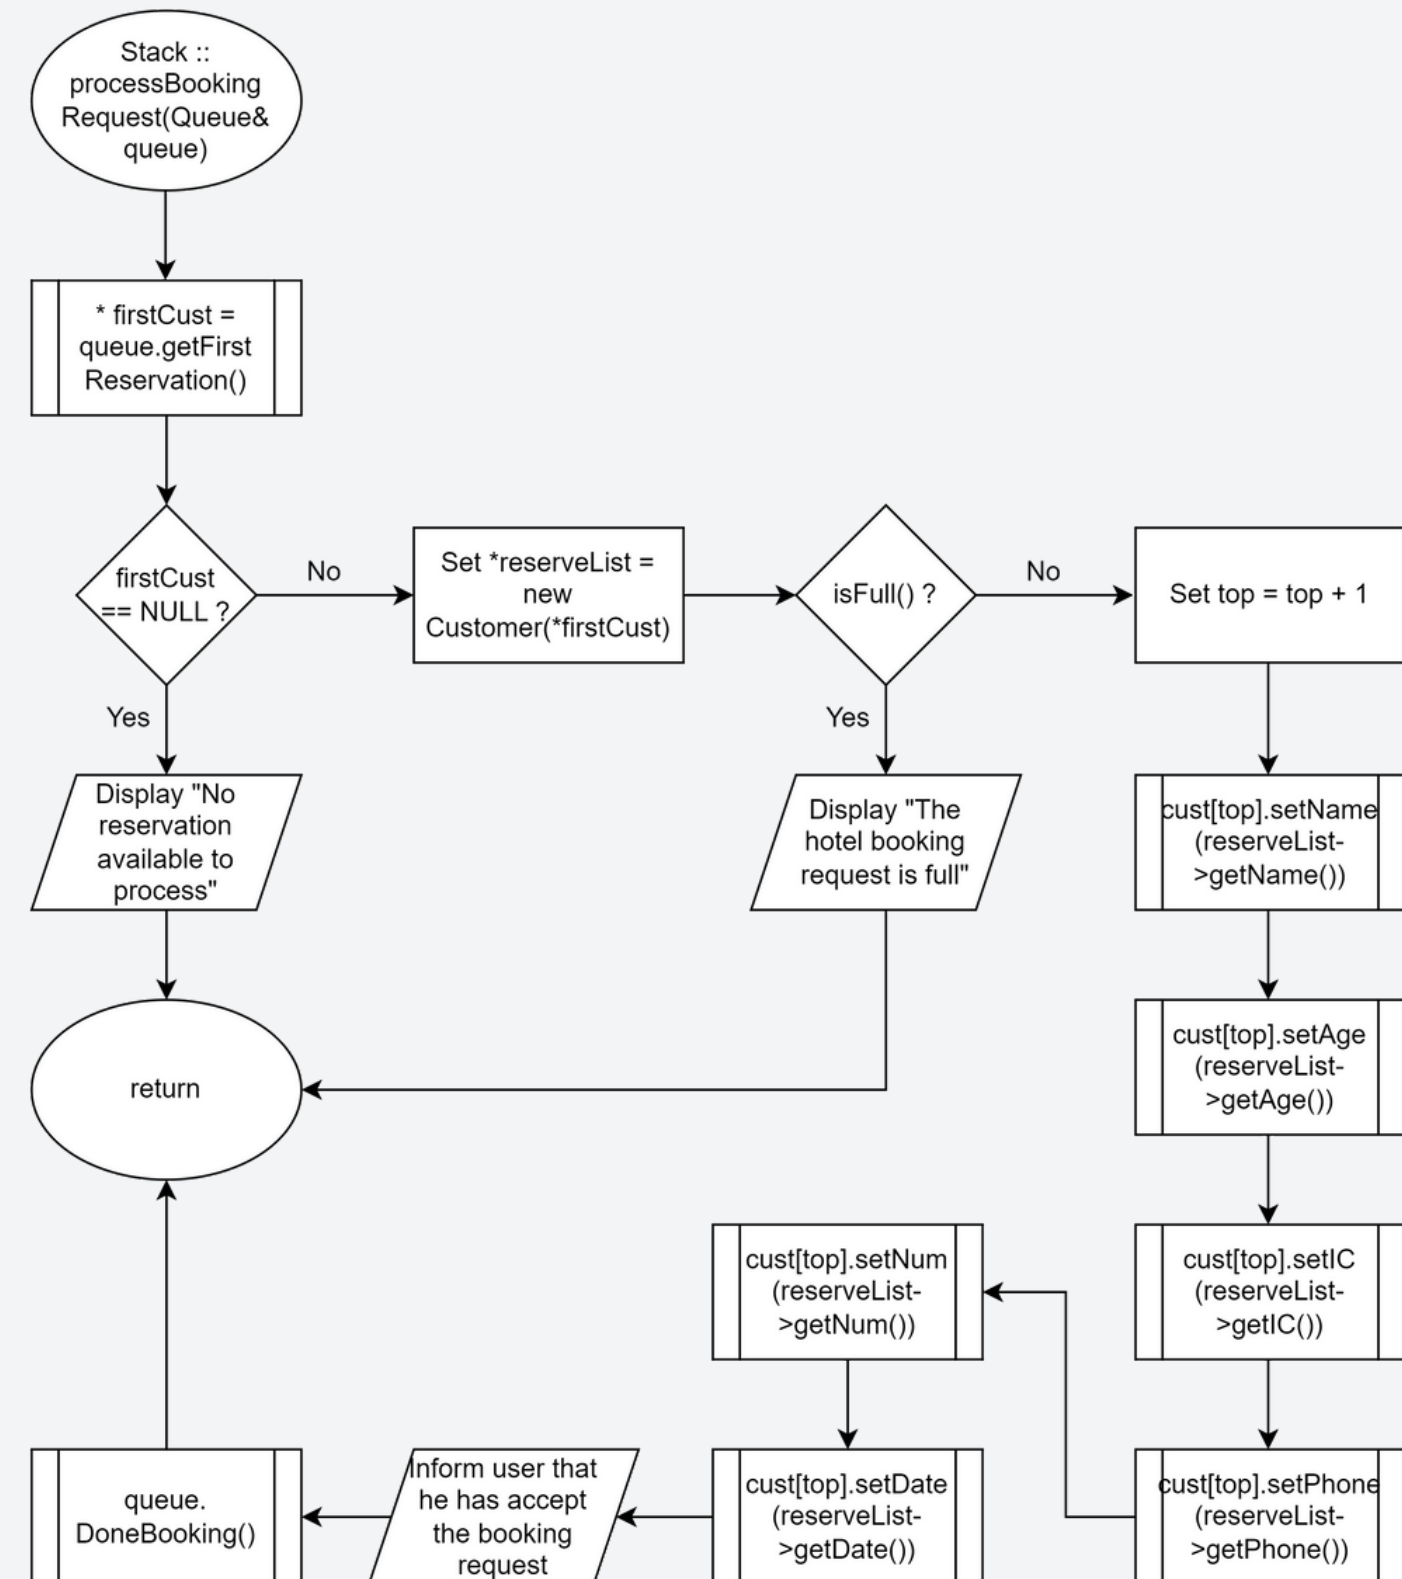 Stack ::
processBooking
Request(Queue&
queue)
* firstCust =
queue.getFirst
Reservation()
firstCust
== NULL ?
No
Set *reserveList =
new
Customer(*firstCust)
isFull() ?
No
Set top = top + 1
Yes
Display "No
reservation
available to
process"
Yes
Display "The
hotel booking
request is full"
cust[top].setName
(reserveList-
>getName())
return
cust[top].setAge
(reserveList-
>getAge())
cust[top].setIC
(reserveList-
>getIC())
cust[top].setPhone
(reserveList-
>getPhone())
cust[top].setNum
(reserveList-
>getNum())
cust[top].setDate
(reserveList-
>getDate())
Inform user that
he has accept
the booking
request
queue.
DoneBooking()